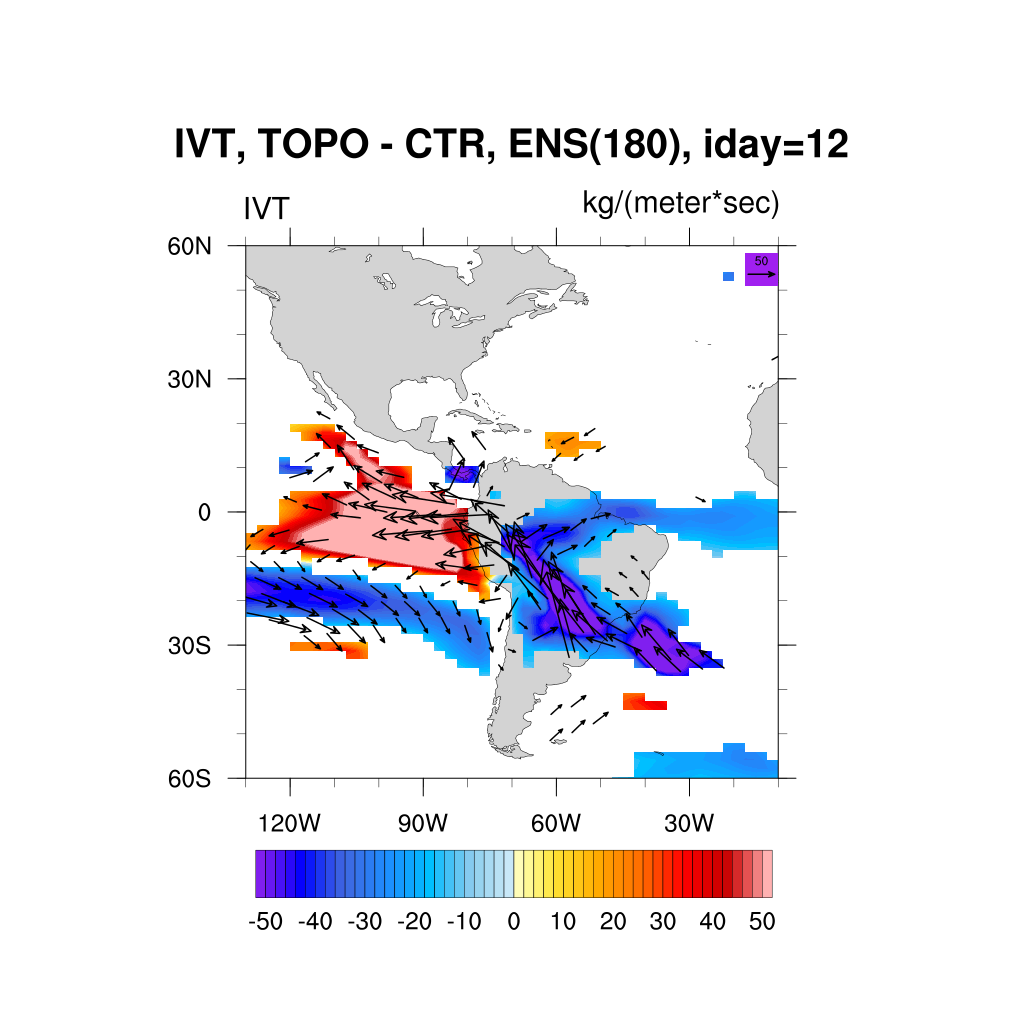 IVT, TOPO - CTR, ENS(180), iday=12
IVT kg/(meter*sec)
60N
50
30N
0
30S
60S
120W 90W 60W 30W
-50 -40 -30 -20 -10 0 10 20 30 40 50